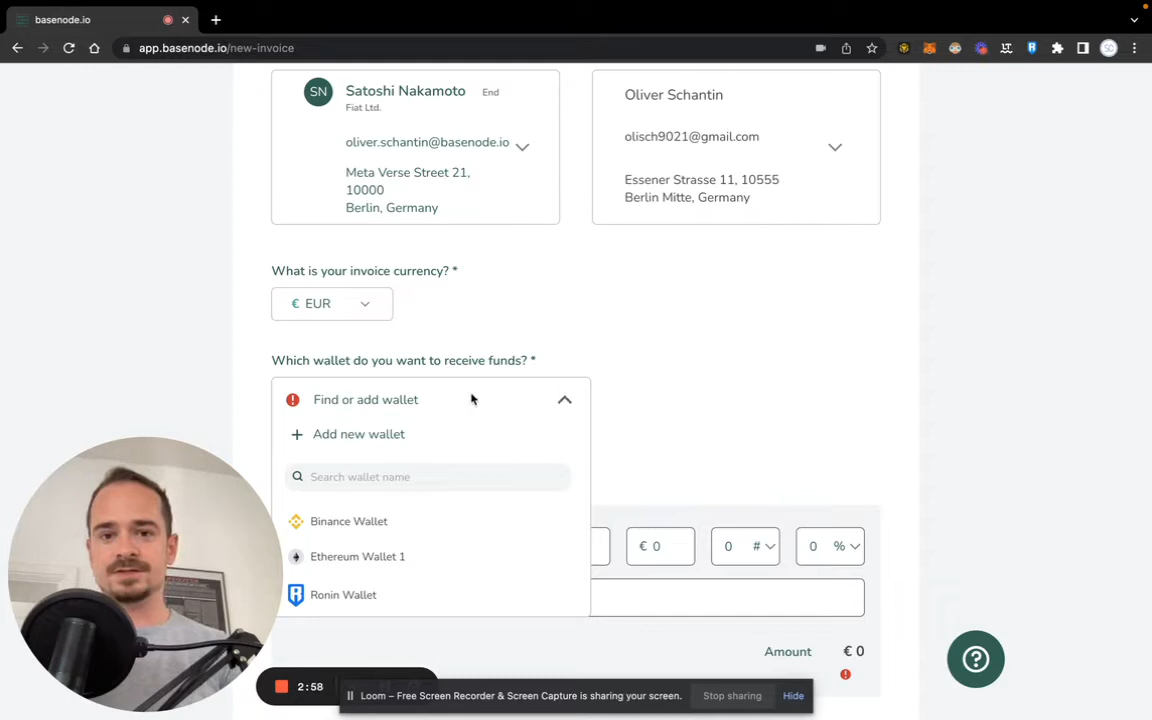 basenode.io
app.basenode.io/new-invoice
SN
Satoshi Nakamoto End
Fiat Ltd.
oliver.schantin@basenode.io
Meta Verse Street 21,
10000
Berlin, Germany
Oliver Schantin
olisch9021@gmail.com
Essener Strasse 11, 10555
Berlin Mitte, Germany
What is your invoice currency? *
€ EUR
Which wallet do you want to receive funds? *
Find or add wallet
+ Add new wallet
Search wallet name
Binance Wallet
Ethereum Wallet 1
Ronin Wallet
€ 0
0 #
0 %
Amount € 0
2:58
Loom – Free Screen Recorder & Screen Capture is sharing your screen.
Stop sharing
Hide